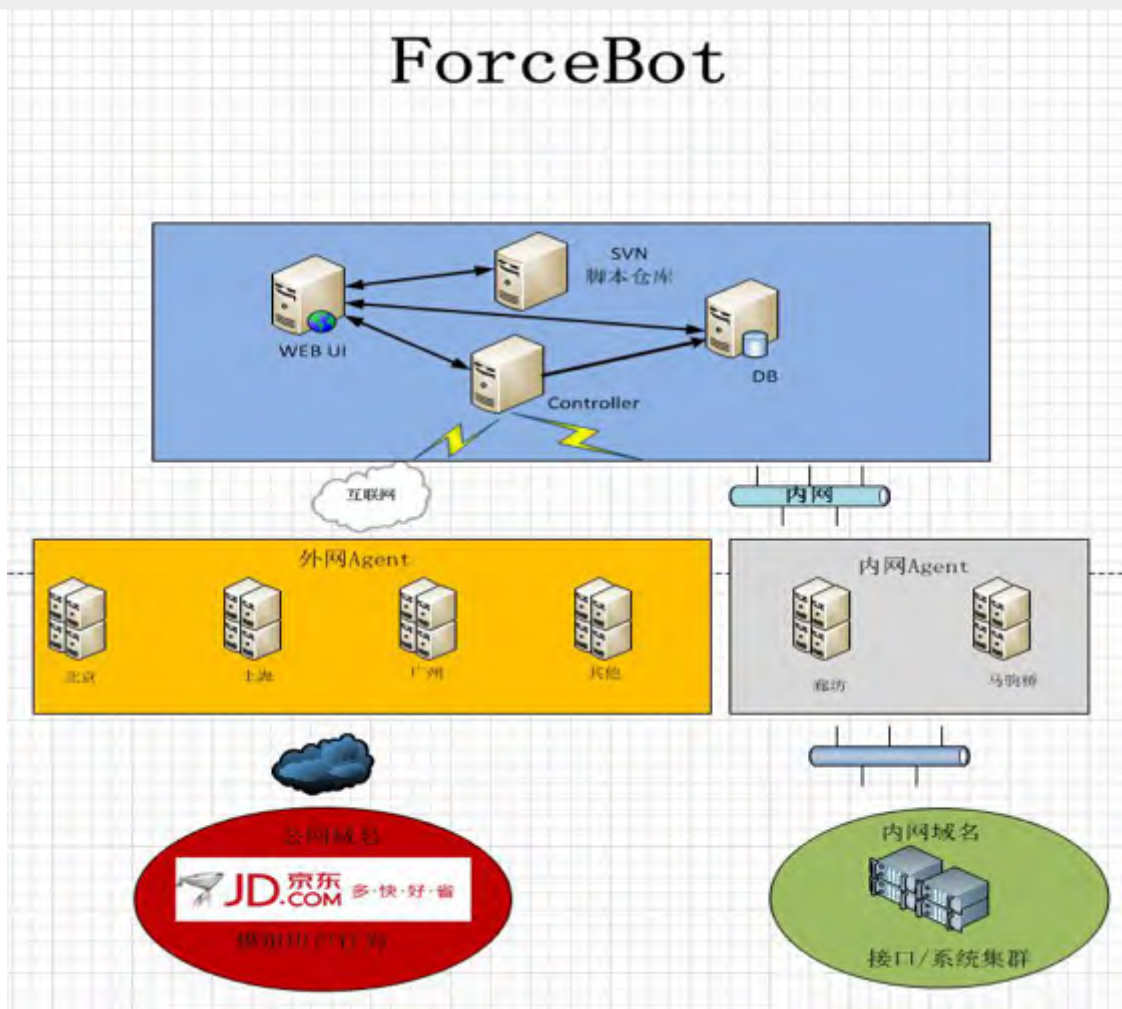 ForceBot
SVN
脚本仓库
WEB UI
DB
Controller
互联网
内网
外网Agent
内网Agent
北京
上海
广州
其他
廊坊
马驹桥
公网域名
内网域名
JD.COM 京东 多·快·好·省
模拟用户行为
接口/系统集群